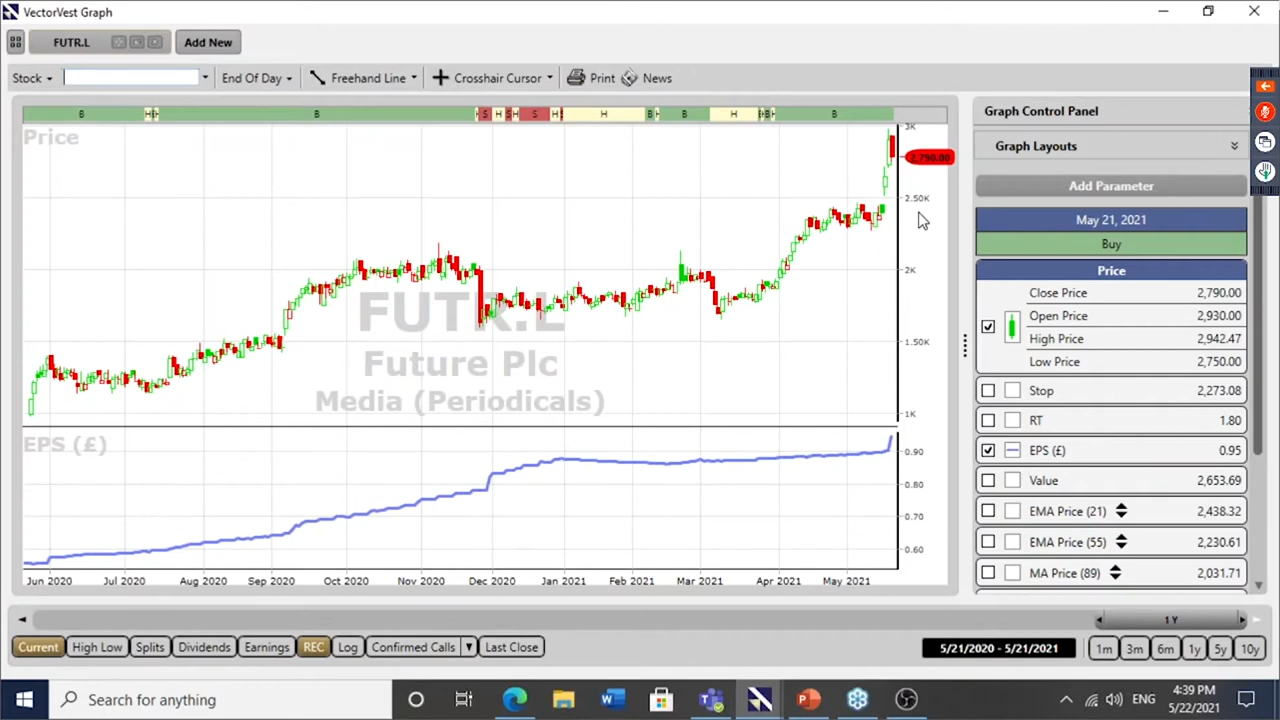 VectorVest Graph
FUTR.L
Add New
Stock
End Of Day
Freehand Line
Crosshair Cursor
Print
News
B H B S H S H S H H B B H B B
Price
3K
2,790.00
2.50K
2K
1.50K
1K
FUTR.L
Future Plc
Media (Periodicals)
EPS (£)
0.90
0.80
0.70
0.60
Jun 2020 Jul 2020 Aug 2020 Sep 2020 Oct 2020 Nov 2020 Dec 2020 Jan 2021 Feb 2021 Mar 2021 Apr 2021 May 2021
Graph Control Panel
Graph Layouts
Add Parameter
May 21, 2021
Buy
Price
Close Price 2,790.00
Open Price 2,930.00
High Price 2,942.47
Low Price 2,750.00
Stop 2,273.08
RT 1.80
EPS (£) 0.95
Value 2,653.69
EMA Price (21) 2,438.32
EMA Price (55) 2,230.61
MA Price (89) 2,031.71
1 Y
Current High Low Splits Dividends Earnings REC Log Confirmed Calls Last Close
5/21/2020 - 5/21/2021
1m 3m 6m 1y 5y 10y
Search for anything
ENG
4:39 PM
5/22/2021